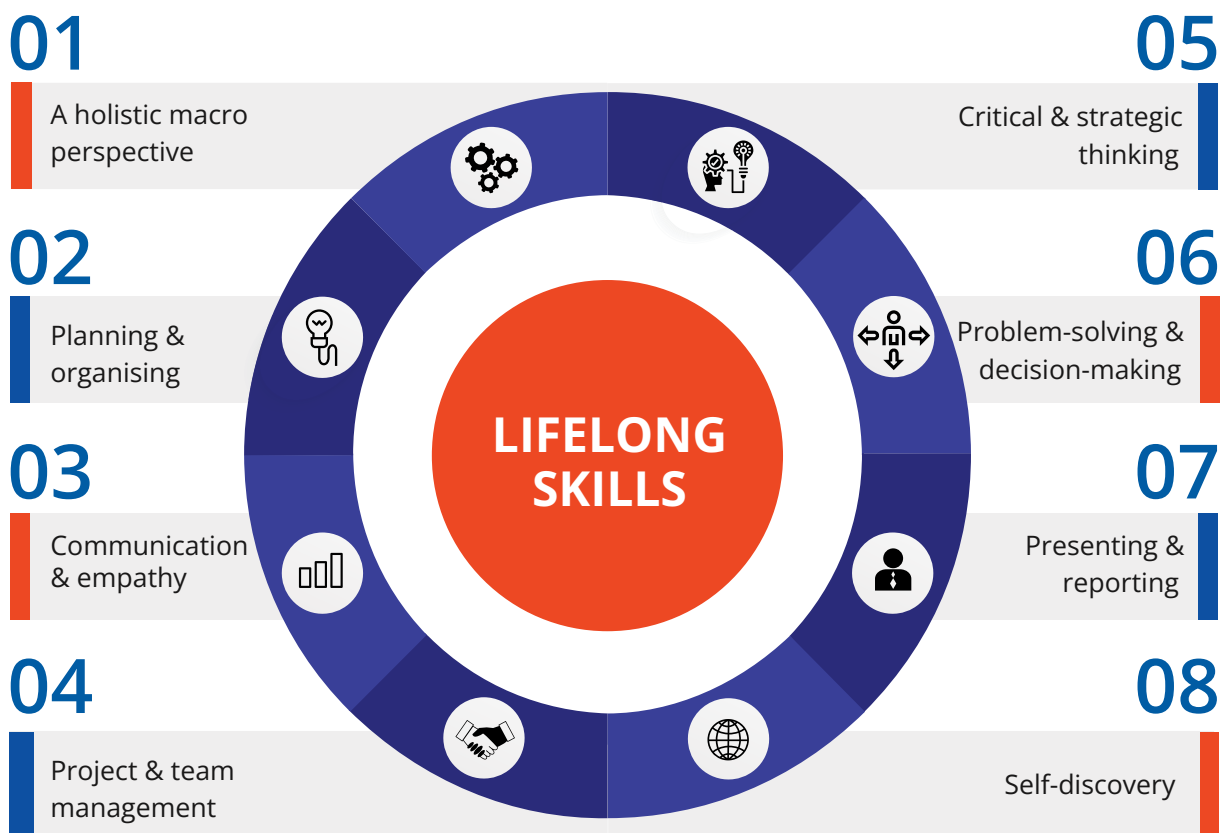 01
A holistic macro
perspective
02
Planning &
organising
03
Communication
& empathy
04
Project & team
management
LIFELONG
SKILLS
05
Critical & strategic
thinking
06
Problem-solving &
decision-making
07
Presenting &
reporting
08
Self-discovery